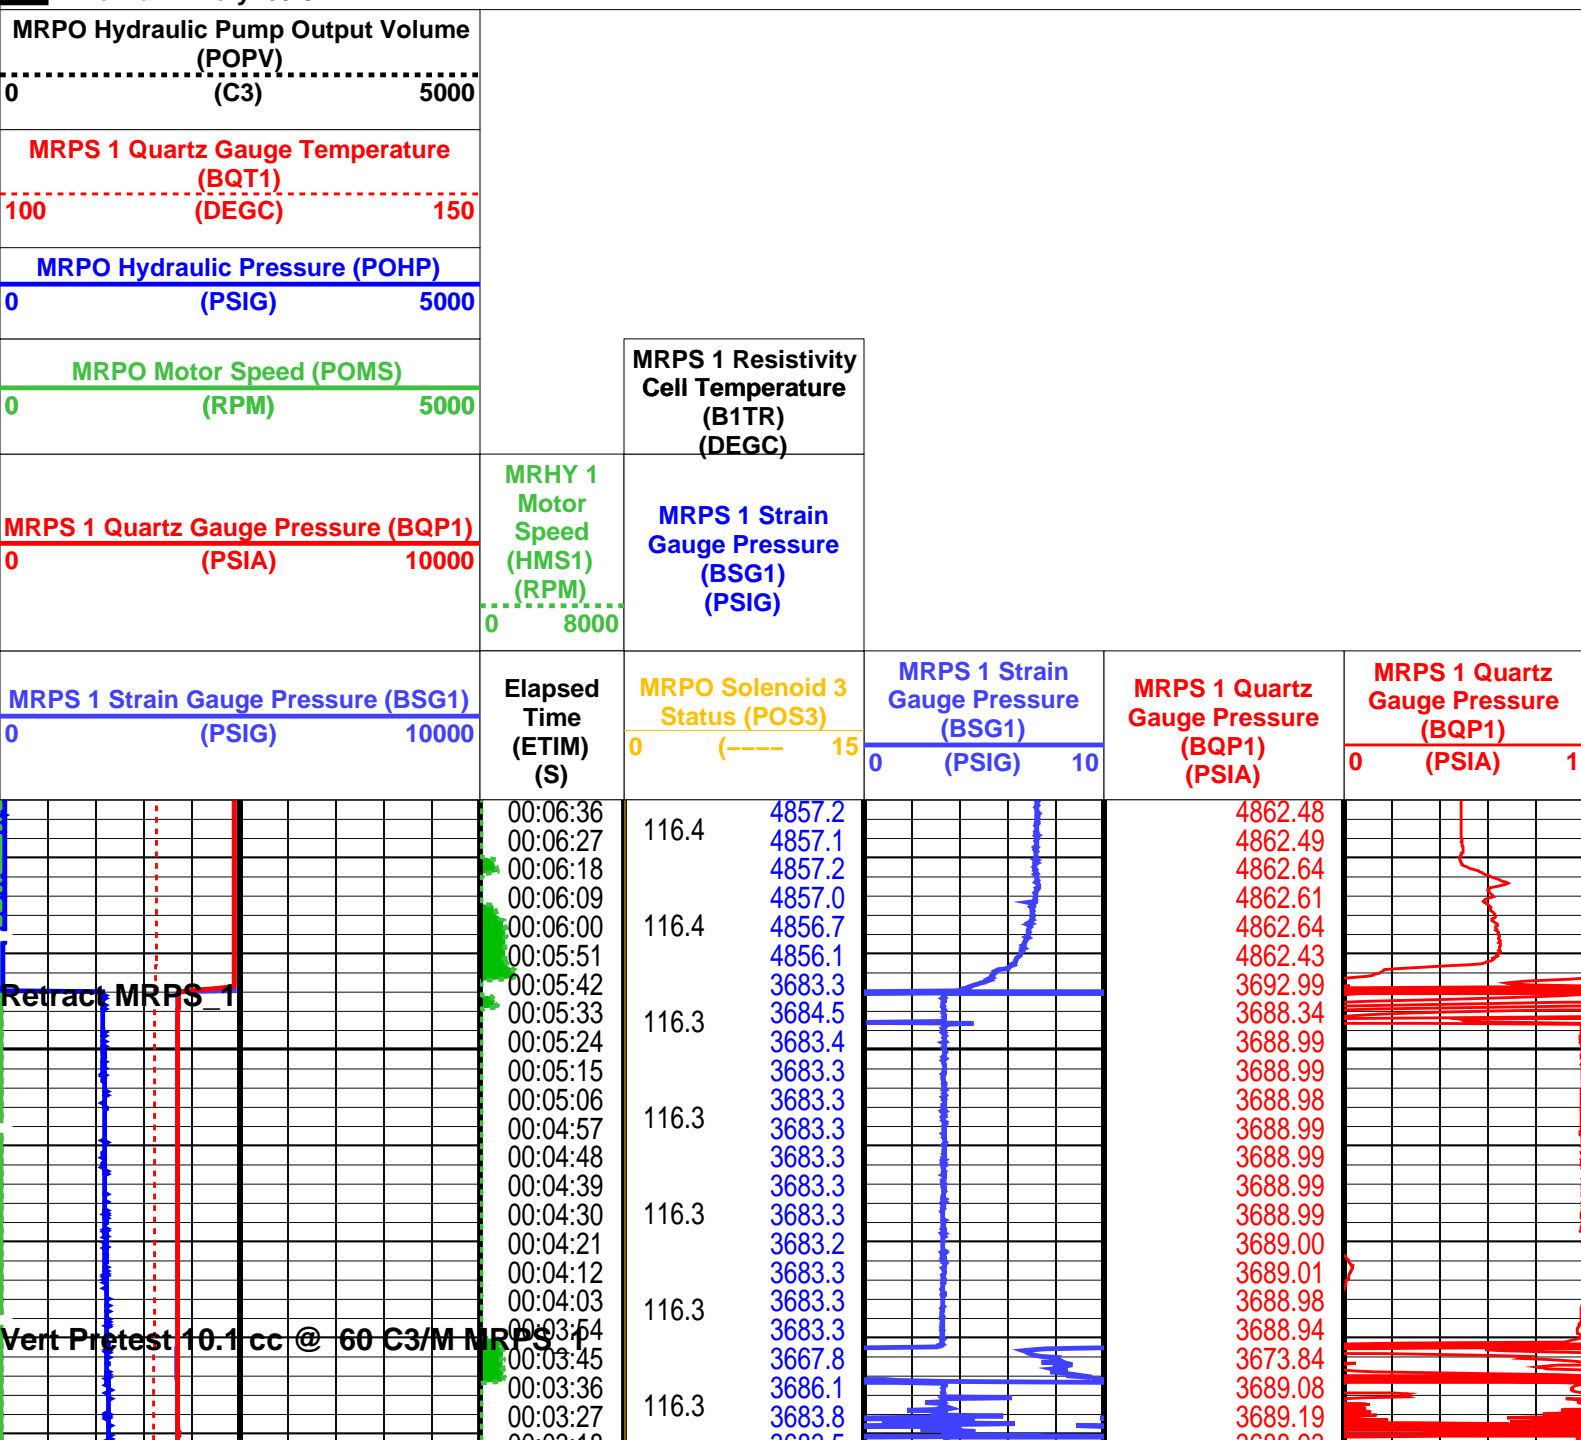 MRPO Hydraulic Pump Output Volume
(POPV)
0 (C3) 5000
MRPS 1 Quartz Gauge Temperature
(BQT1)
100 (DEGC) 150
MRPO Hydraulic Pressure (POHP)
0 (PSIG) 5000
MRPO Motor Speed (POMS)
0 (RPM) 5000
MRPS 1 Resistivity
Cell Temperature
(B1TR)
(DEGC)
MRPS 1 Quartz Gauge Pressure (BQP1)
0 (PSIA) 10000
MRHY 1
Motor
Speed
(HMS1)
(RPM)
0 8000
MRPS 1 Strain
Gauge Pressure
(BSG1)
(PSIG)
MRPS 1 Strain Gauge Pressure (BSG1)
0 (PSIG) 10000
Elapsed
Time
(ETIM)
(S)
MRPO Solenoid 3
Status (POS3)
0 (---- 15
MRPS 1 Strain
Gauge Pressure
(BSG1)
0 (PSIG) 10
MRPS 1 Quartz
Gauge Pressure
(BQP1)
(PSIA)
MRPS 1 Quartz
Gauge Pressure
(BQP1)
0 (PSIA) 1
00:06:36 4857.2 4862.48
116.4
00:06:27 4857.1 4862.49
00:06:18 4857.2 4862.64
00:06:09 4857.0 4862.61
00:06:00 116.4 4856.7 4862.64
00:05:51 4856.1 4862.43
00:05:42 3683.3 3692.99
Retract MRPS_1
00:05:33 116.3 3684.5 3688.34
00:05:24 3683.4 3688.99
00:05:15 3683.3 3688.99
00:05:06 3683.3 3688.98
00:04:57 116.3 3683.3 3688.99
00:04:48 3683.3 3688.99
00:04:39 3683.3 3688.99
00:04:30 116.3 3683.3 3688.99
00:04:21 3683.2 3689.00
00:04:12 3683.3 3689.01
00:04:03 116.3 3683.3 3688.98
00:03:54 3683.3 3688.94
Vert Pretest 10.1 cc @ 60 C3/M MRPS_1
00:03:45 3667.8 3673.84
00:03:36 3686.1 3689.08
00:03:27 116.3 3683.8 3689.19